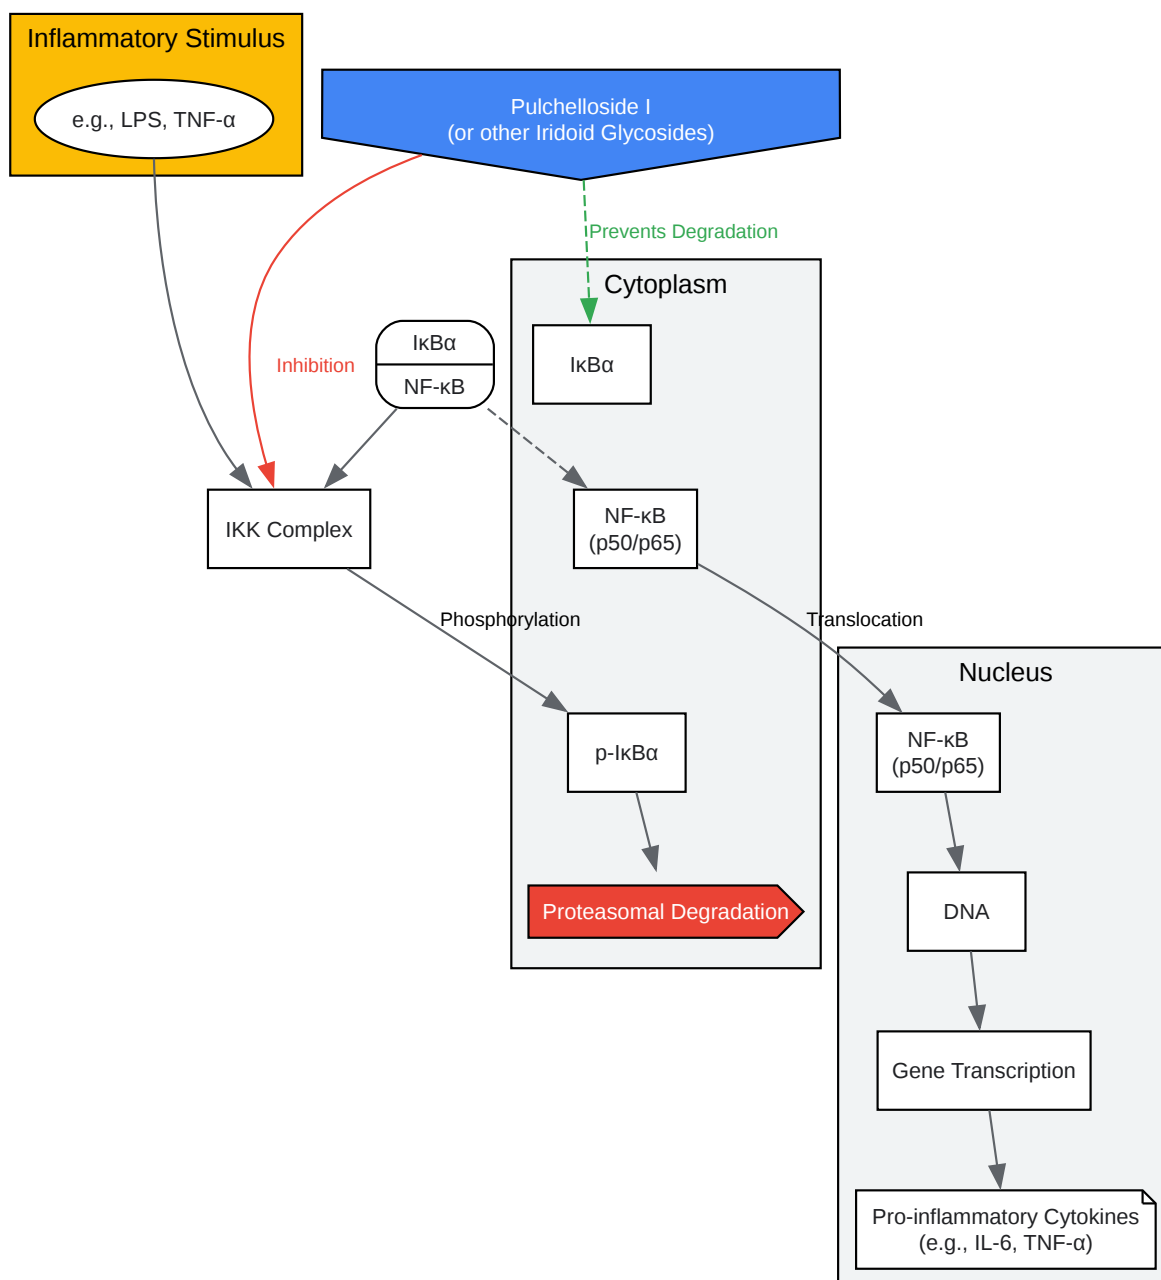 Inflammatory Stimulus
e.g., LPS, TNF-α
Pulchelloside I
(or other Iridoid Glycosides)
Prevents Degradation
Cytoplasm
IκBα
NF-κB
Inhibition
IκBα
IKK Complex
NF-κB
(p50/p65)
Phosphorylation
Translocation
Nucleus
p-IκBα
NF-κB
(p50/p65)
Proteasomal Degradation
DNA
Gene Transcription
Pro-inflammatory Cytokines
(e.g., IL-6, TNF-α)